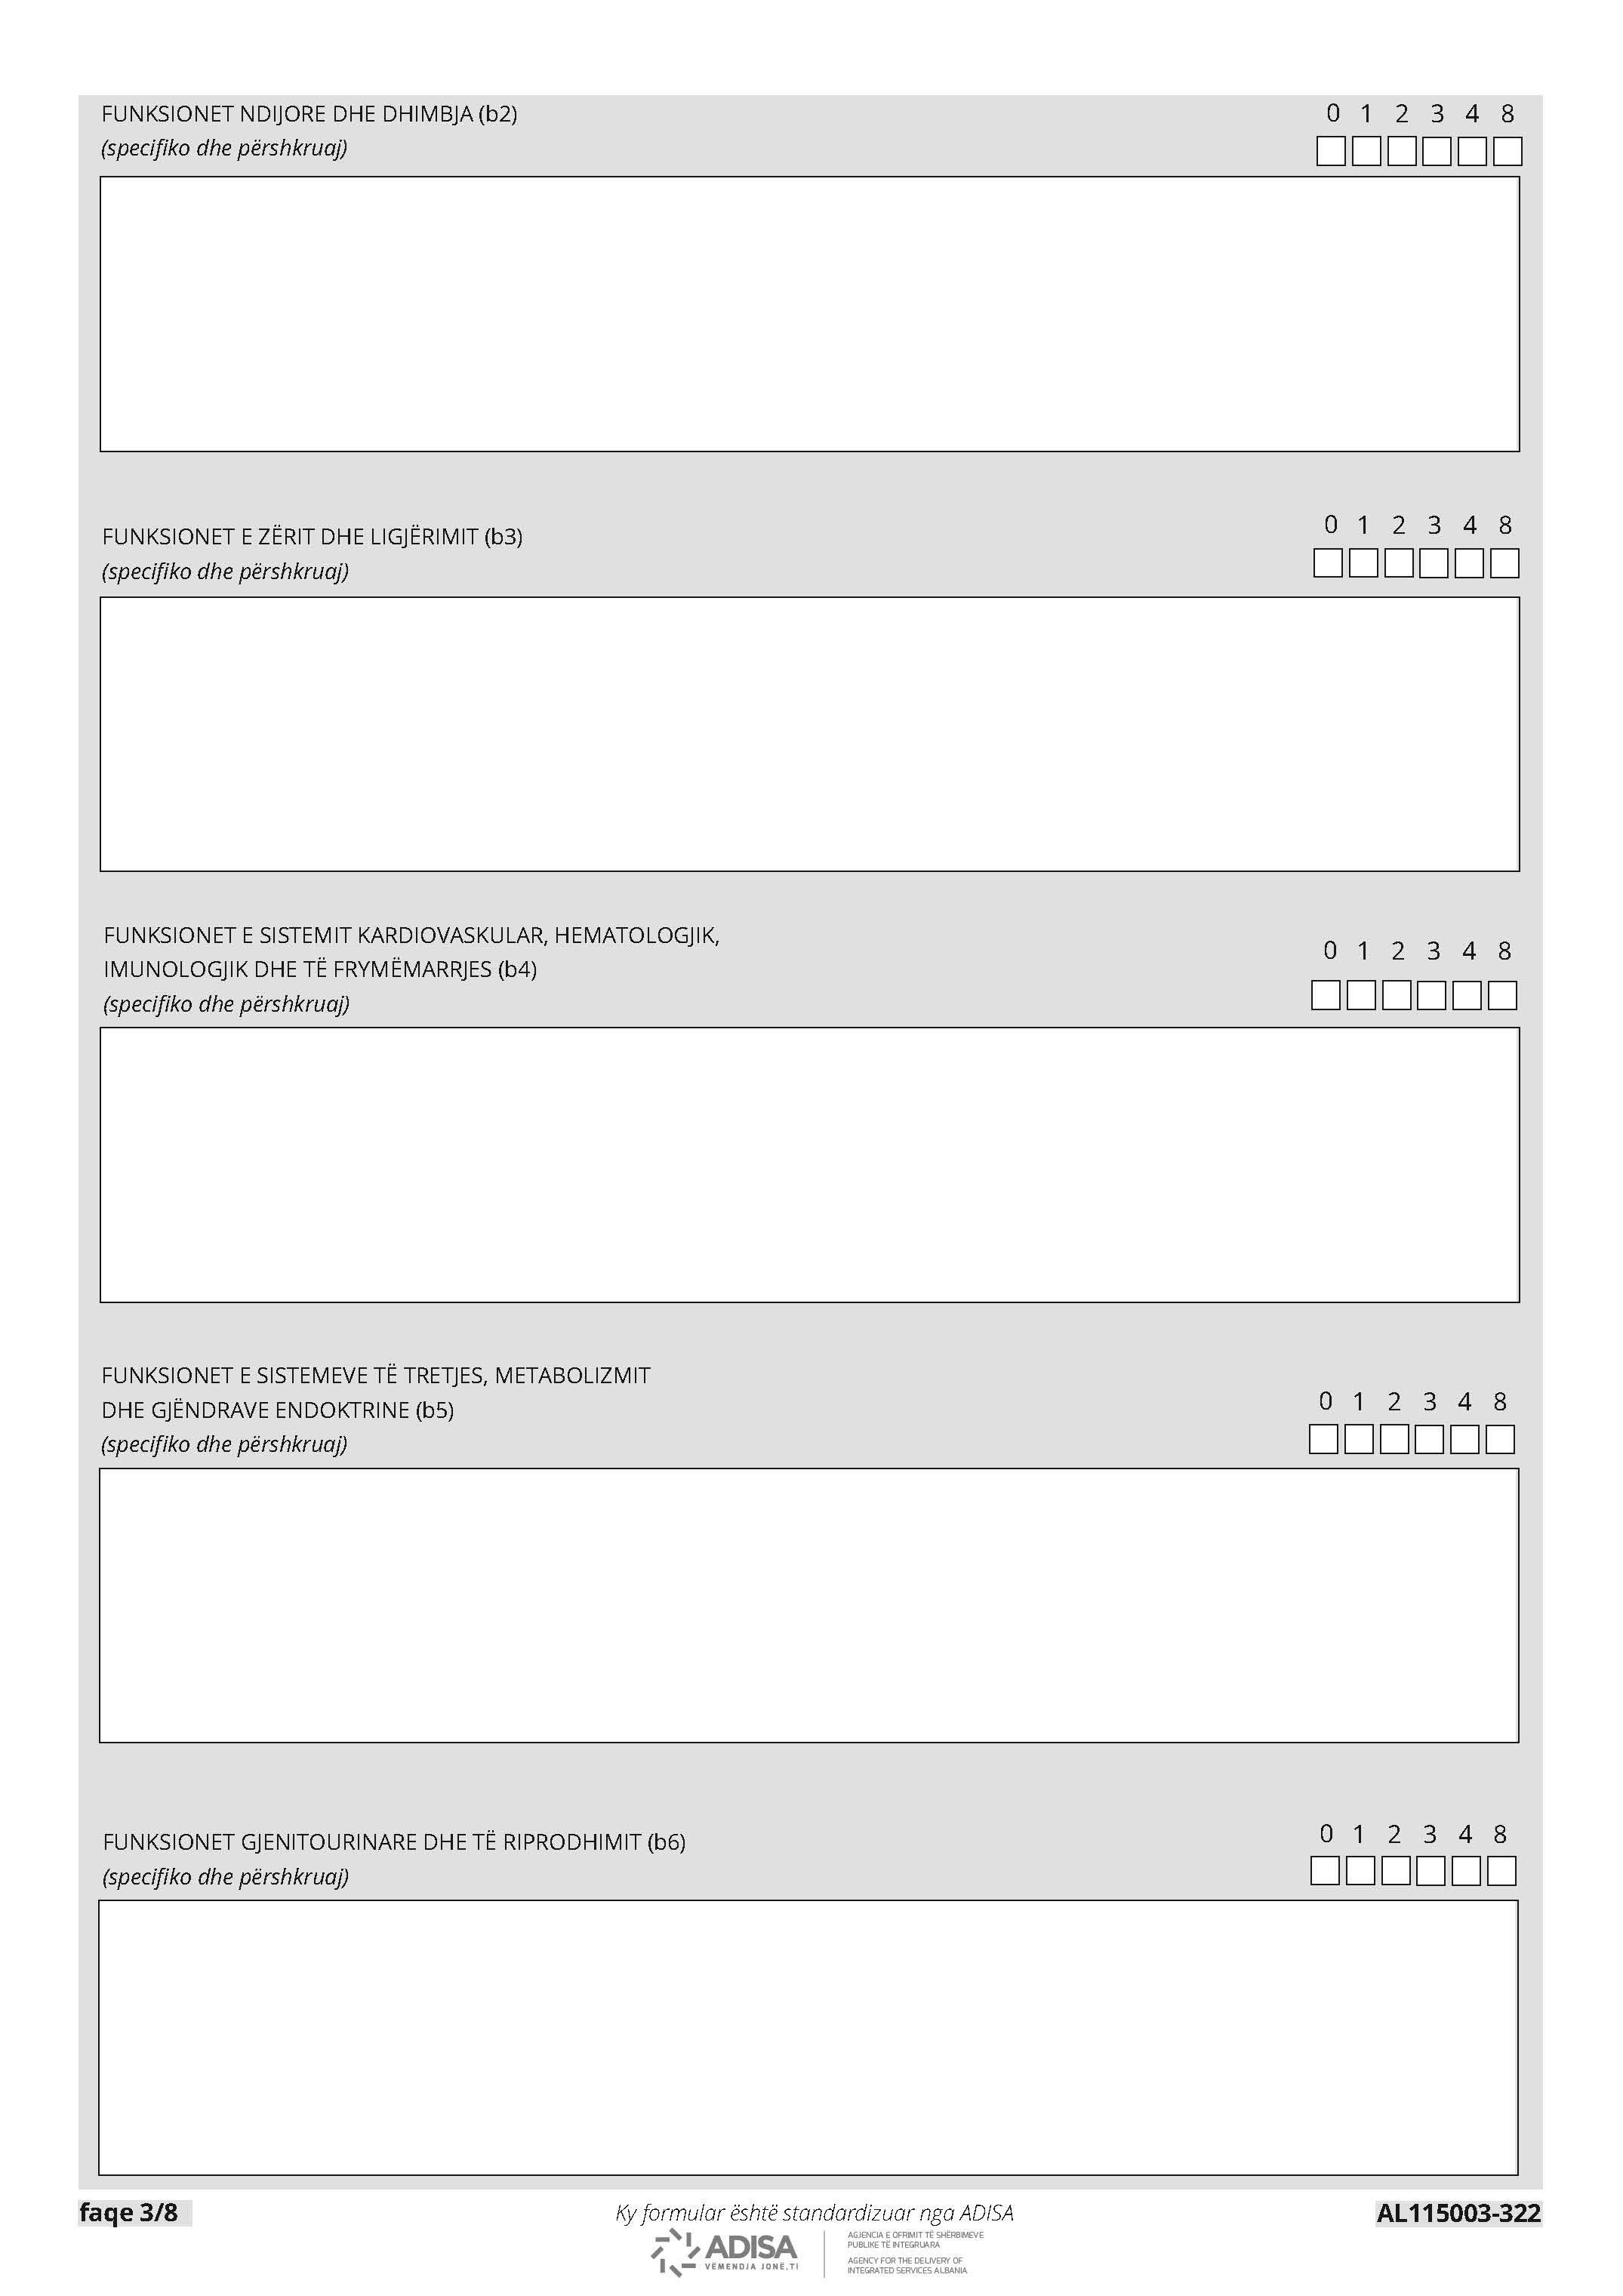 FUNKSIONET NDIJORE DHE DHIMBJA (b2)
0 1 2 3 4 8
(specifiko dhe përshkruaj)
FUNKSIONET E ZËRIT DHE LIGJËRIMIT (b3)
0 1 2 3 4 8
(specifiko dhe përshkruaj)
FUNKSIONET E SISTEMIT KARDIOVASKULAR, HEMATOLOGJIK,
IMUNOLOGJIK DHE TË FRYMËMARRJES (b4)
0 1 2 3 4 8
(specifiko dhe përshkruaj)
FUNKSIONET E SISTEMEVE TË TRETJES, METABOLIZMIT
DHE GJËNDRAVE ENDOKTRINE (b5)
0 1 2 3 4 8
(specifiko dhe përshkruaj)
FUNKSIONET GJENITOURINARE DHE TË RIPRODHIMIT (b6)
0 1 2 3 4 8
(specifiko dhe përshkruaj)
faqe 3/8
Ky formular është standardizuar nga ADISA
AL115003-322
ADISA
VËMENDJA JONË, TI
AGJENCIA E OFRIMIT TË SHËRBIMEVE
PUBLIKE TË INTEGRUARA
AGENCY FOR THE DELIVERY OF
INTEGRATED SERVICES ALBANIA